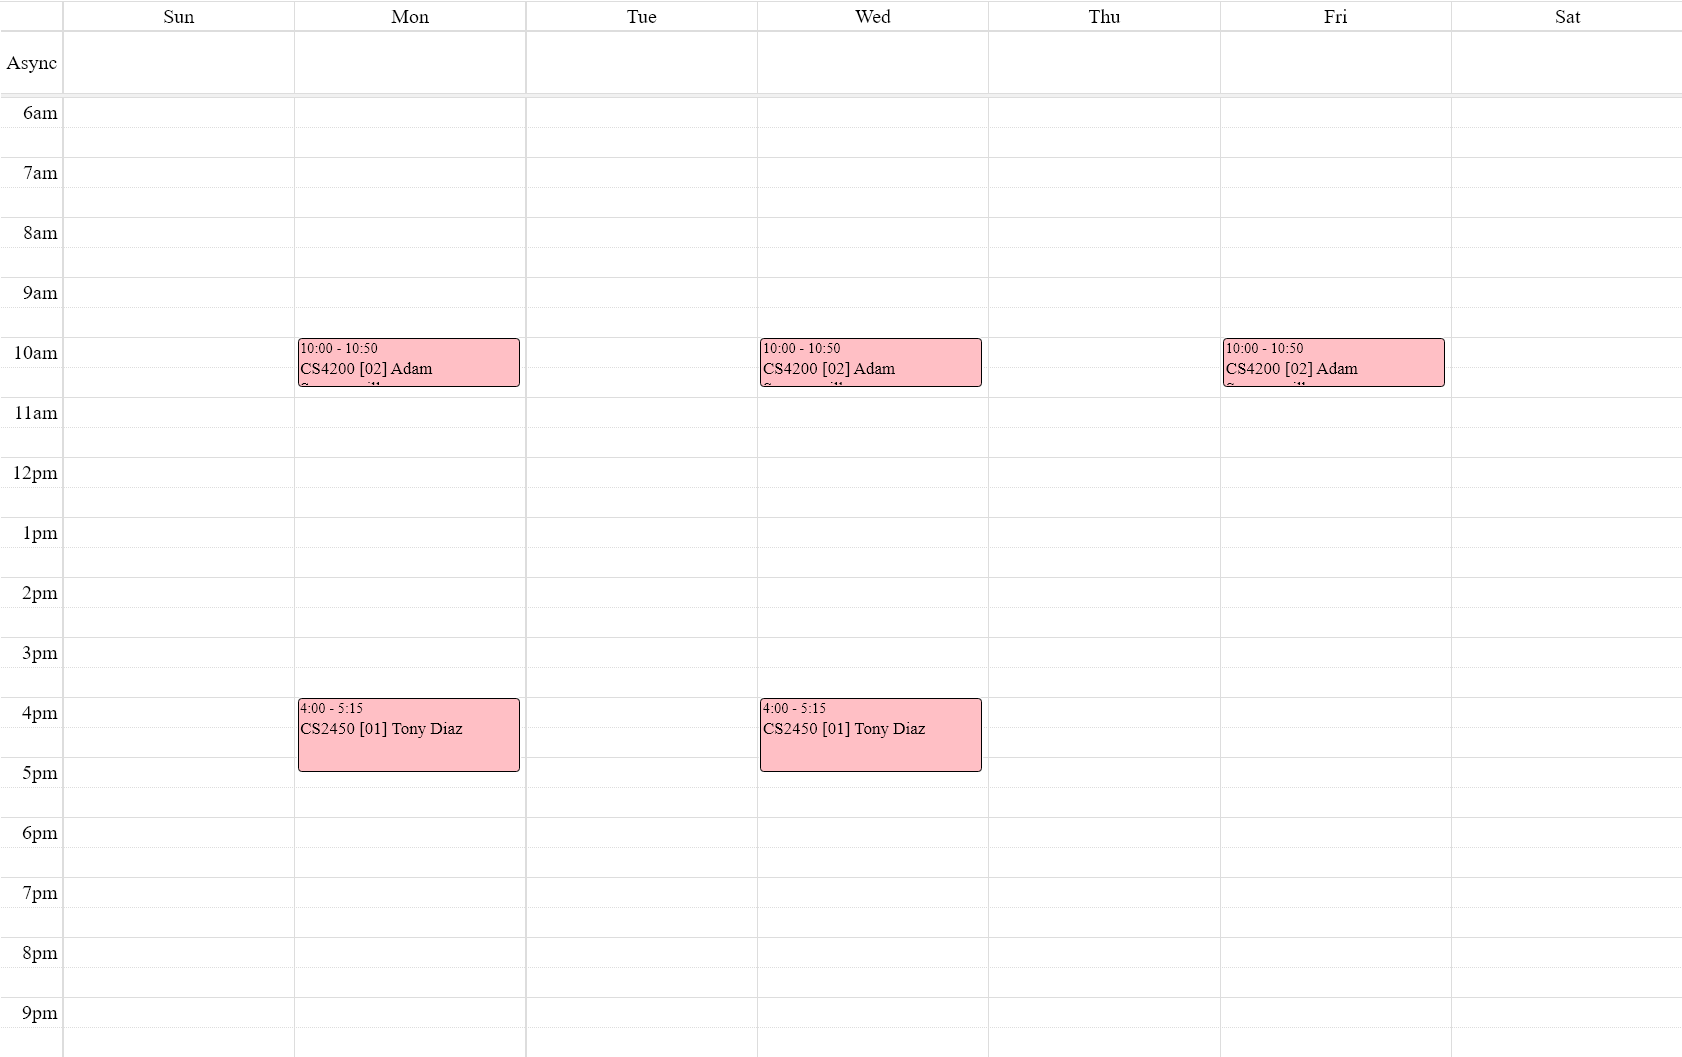 Sun Mon Tue Wed Thu Fri Sat
Async
6am
7am
8am
9am
10am
10:00 - 10:50
CS4200 [02] Adam
10:00 - 10:50
CS4200 [02] Adam
10:00 - 10:50
CS4200 [02] Adam
11am
12pm
1pm
2pm
3pm
4pm
4:00 - 5:15
CS2450 [01] Tony Diaz
4:00 - 5:15
CS2450 [01] Tony Diaz
5pm
6pm
7pm
8pm
9pm